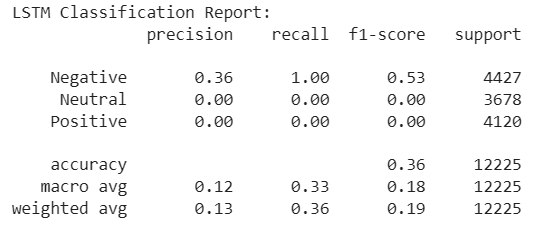 LSTM Classification Report:
precision recall f1-score support
Negative 0.36 1.00 0.53 4427
Neutral 0.00 0.00 0.00 3678
Positive 0.00 0.00 0.00 4120
accuracy 0.36 12225
macro avg 0.12 0.33 0.18 12225
weighted avg 0.13 0.36 0.19 12225